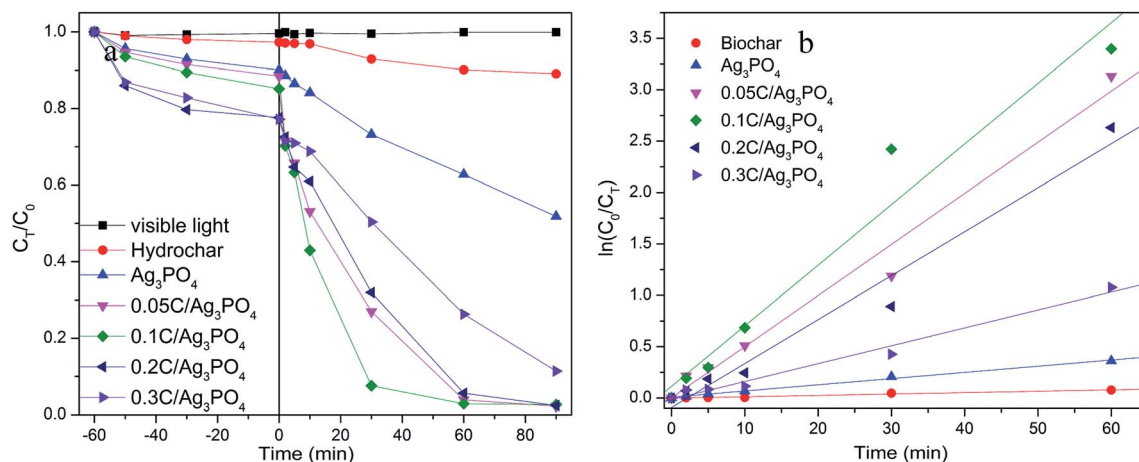 a
C_T/C_0
1.0
0.8
0.6
0.4
0.2
0.0
visible light
Hydrochar
Ag₃PO₄
0.05C/Ag₃PO₄
0.1C/Ag₃PO₄
0.2C/Ag₃PO₄
0.3C/Ag₃PO₄
-60 -40 -20 0 20 40 60 80
Time (min)
b
ln(C_0/C_T)
3.5
3.0
2.5
2.0
1.5
1.0
0.5
0.0
Biochar
Ag₃PO₄
0.05C/Ag₃PO₄
0.1C/Ag₃PO₄
0.2C/Ag₃PO₄
0.3C/Ag₃PO₄
0 10 20 30 40 50 60
Time (min)